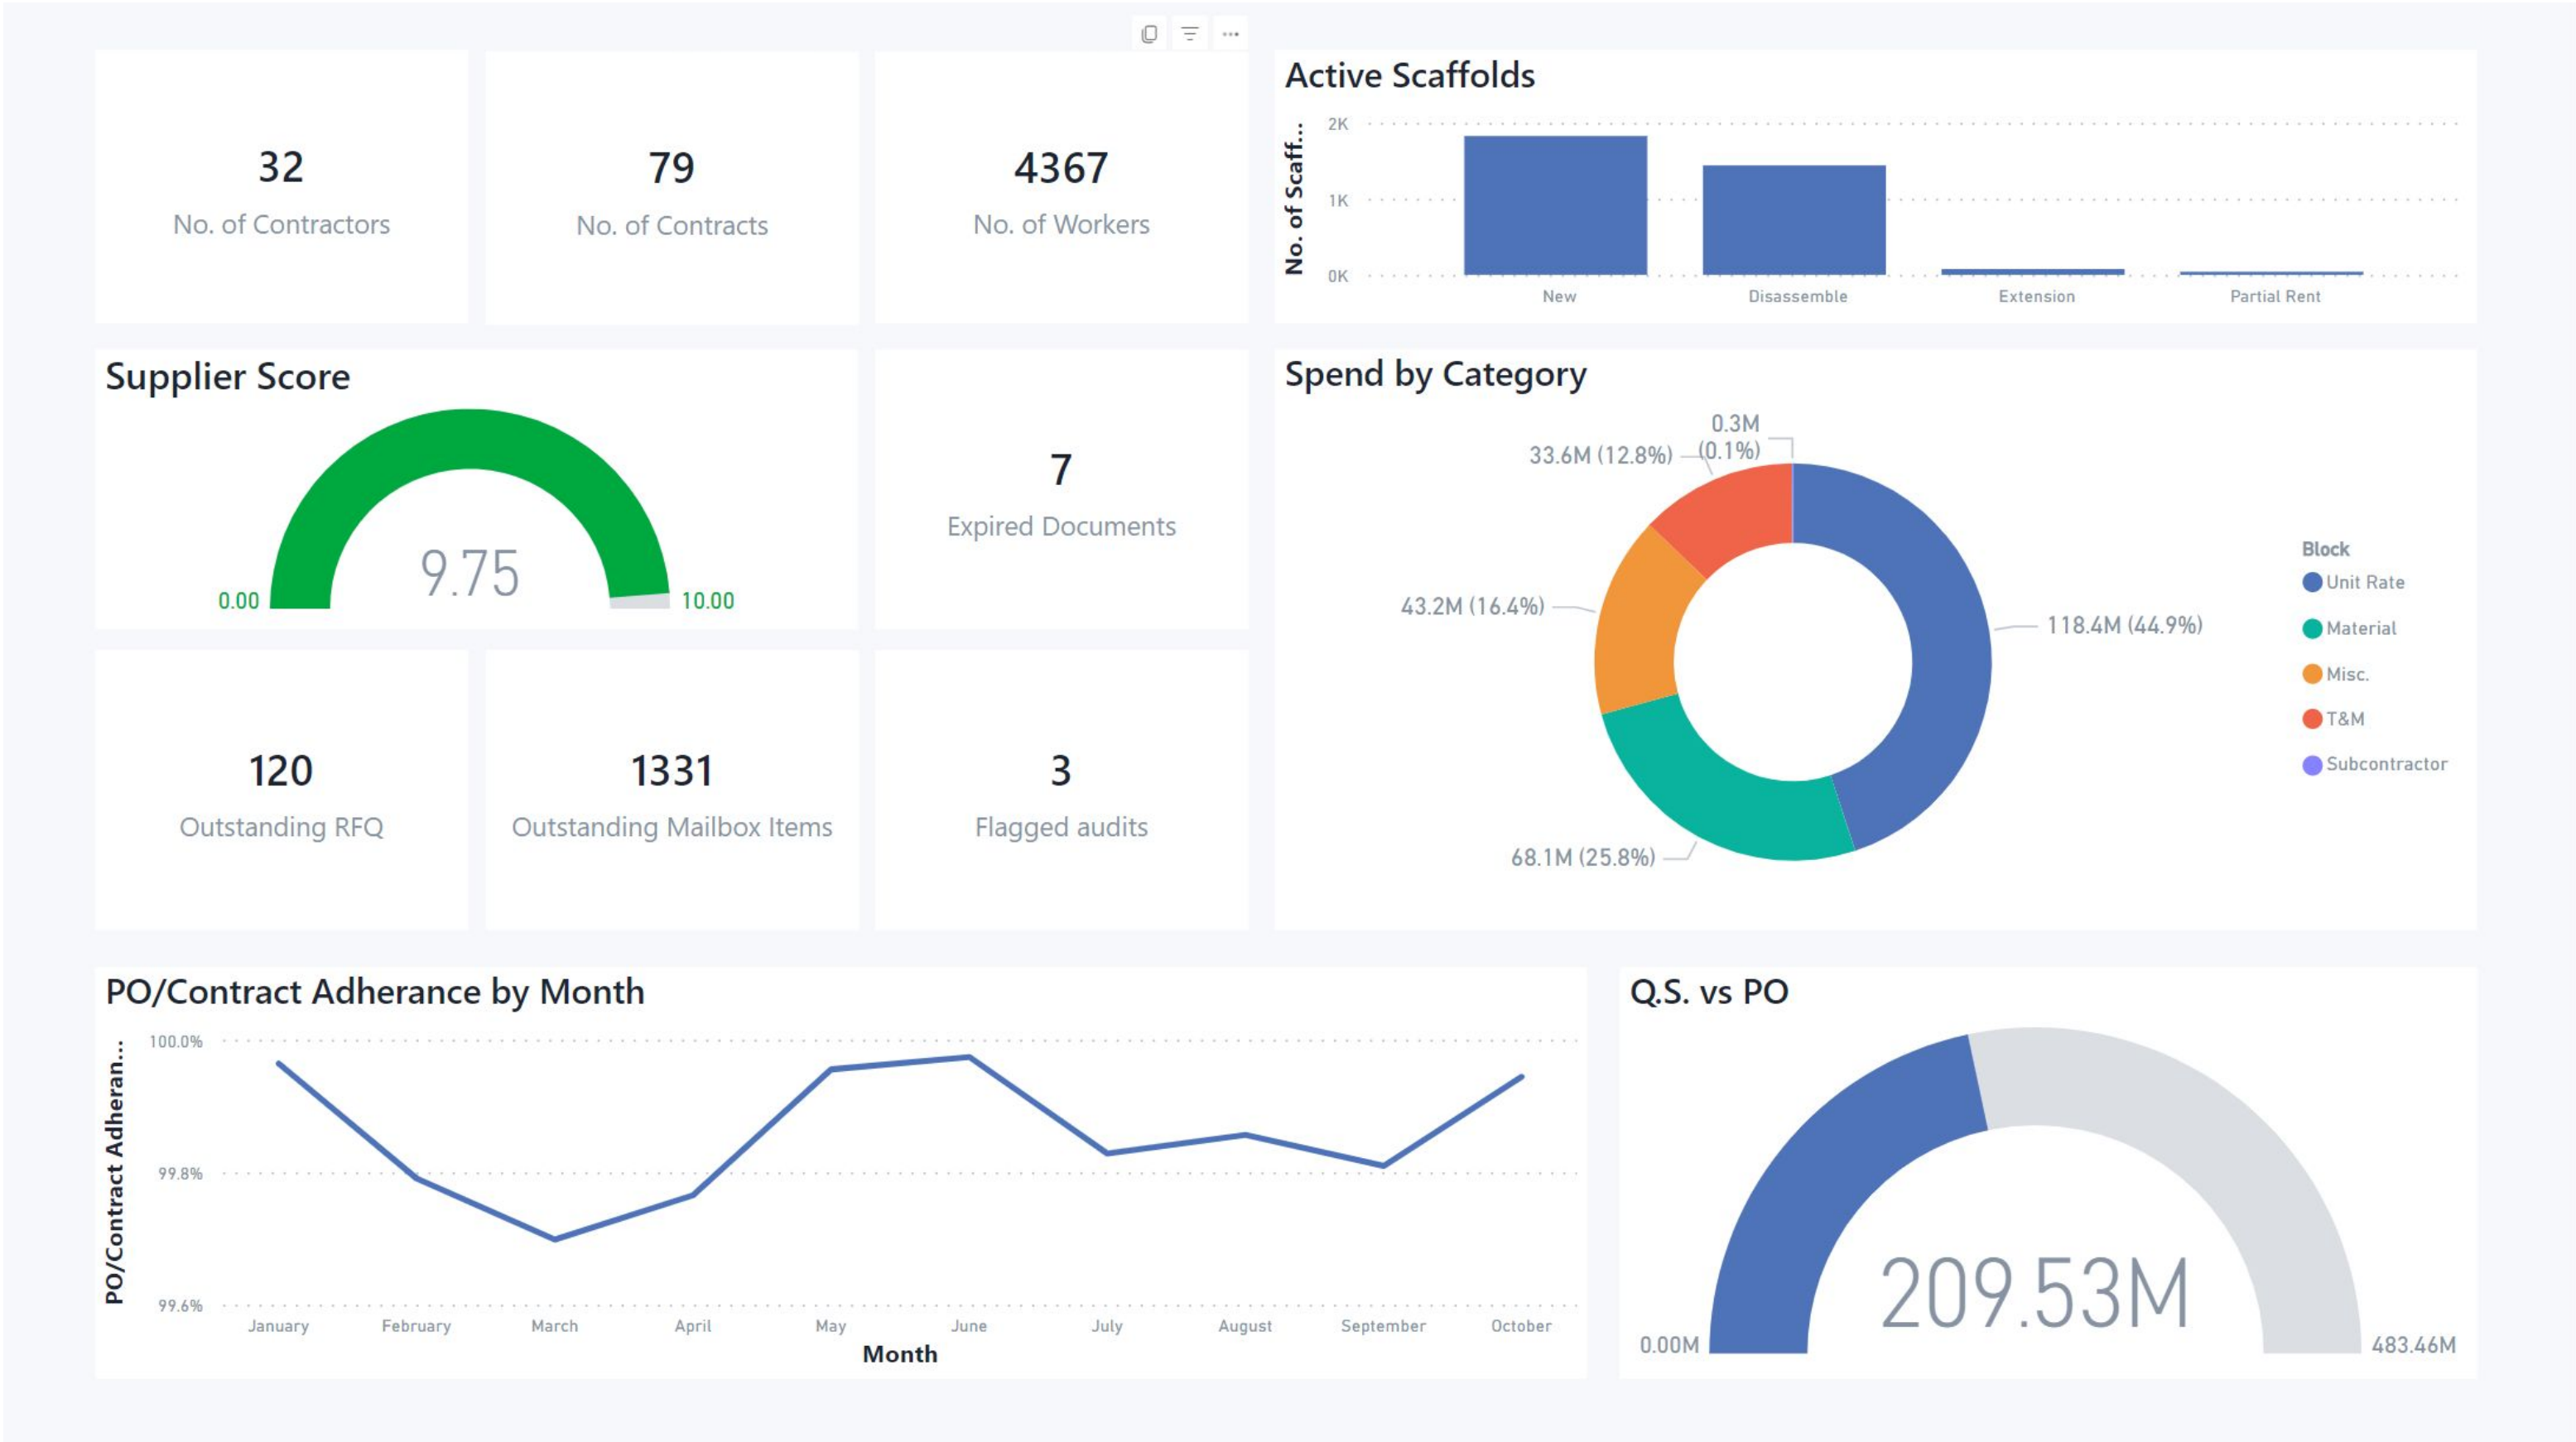 32
No. of Contractors
79
No. of Contracts
4367
No. of Workers
Active Scaffolds
No. of Scaff...
2K
1K
0K
New
Disassemble
Extension
Partial Rent
Supplier Score
9.75
0.00
10.00
7
Expired Documents
Spend by Category
0.3M
(0.1%)
33.6M (12.8%)
43.2M (16.4%)
118.4M (44.9%)
68.1M (25.8%)
Block
Unit Rate
Material
Misc.
T&M
Subcontractor
120
Outstanding RFQ
1331
Outstanding Mailbox Items
3
Flagged audits
PO/Contract Adherance by Month
PO/Contract Adheran...
100.0%
99.8%
99.6%
January
February
March
April
May
June
July
August
September
October
Month
Q.S. vs PO
209.53M
0.00M
483.46M